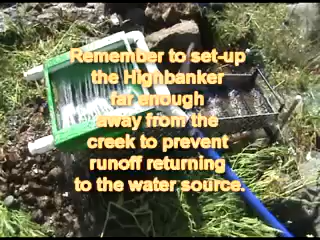 Remember to set-up
the Highbanker
far enough
away from the
creek to prevent
runoff returning
to the water source.